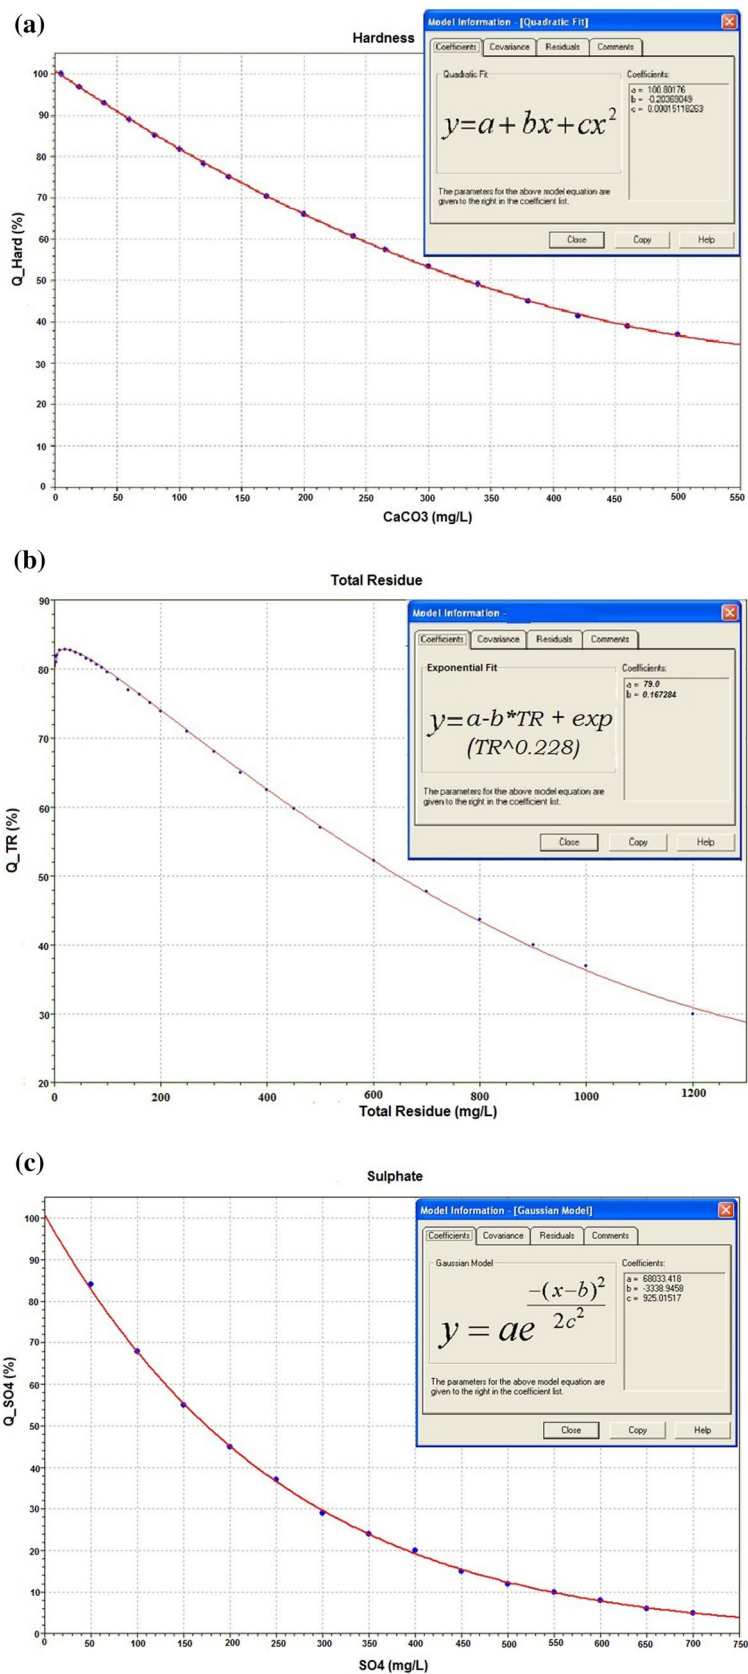 (a)
Hardness
Model Information - [Quadratic Fit]
Coefficients Covariance Residuals Comments
Quadratic Fit
y=a+bx+cx²
Coefficients:
a = 100.80176
b = -0.20369049
c = 0.00015118263
The parameters for the above model equation are
given to the right in the coefficient list.
Close Copy Help
Q_Hard (%)
100
90
80
70
60
50
40
30
20
10
0
0 50 100 150 200 250 300 350 400 450 500 550
CaCO3 (mg/L)
(b)
Total Residue
Model Information -
Coefficients Covariance Residuals Comments
Exponential Fit
y=a-b*TR + exp
(TR^0.228)
Coefficients:
a = 79.0
b = 0.167284
The parameters for the above model equation are
given to the right in the coefficient list.
Close Copy Help
Q_TR (%)
90
80
70
60
50
40
30
20
0 200 400 600 800 1000 1200
Total Residue (mg/L)
(c)
Sulphate
Model Information - [Gaussian Model]
Coefficients Covariance Residuals Comments
Gaussian Model
y = ae^(-(x-b)²/2c²)
Coefficients:
a = 68033.418
b = -3338.9458
c = 925.01517
The parameters for the above model equation are
given to the right in the coefficient list.
Close Copy Help
Q_SO4 (%)
100
90
80
70
60
50
40
30
20
10
0
0 50 100 150 200 250 300 350 400 450 500 550 600 650 700 750
SO4 (mg/L)